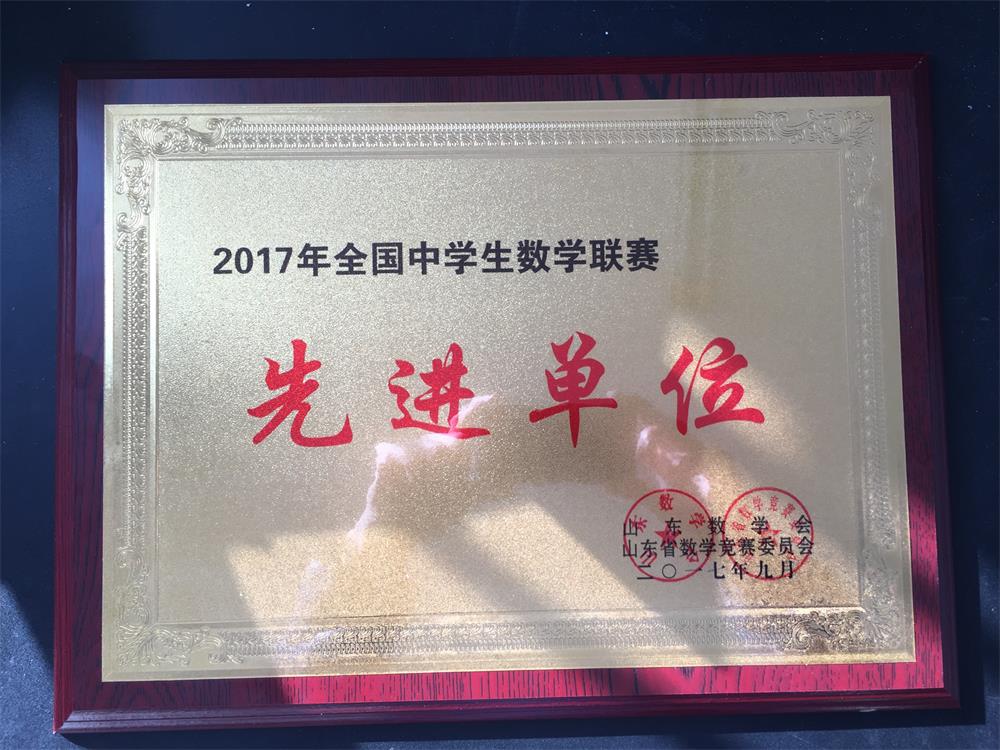 2017年全国中学生数学联赛
先进单位
山东数学会
山东省数学竞赛委员会
二〇一七年九月